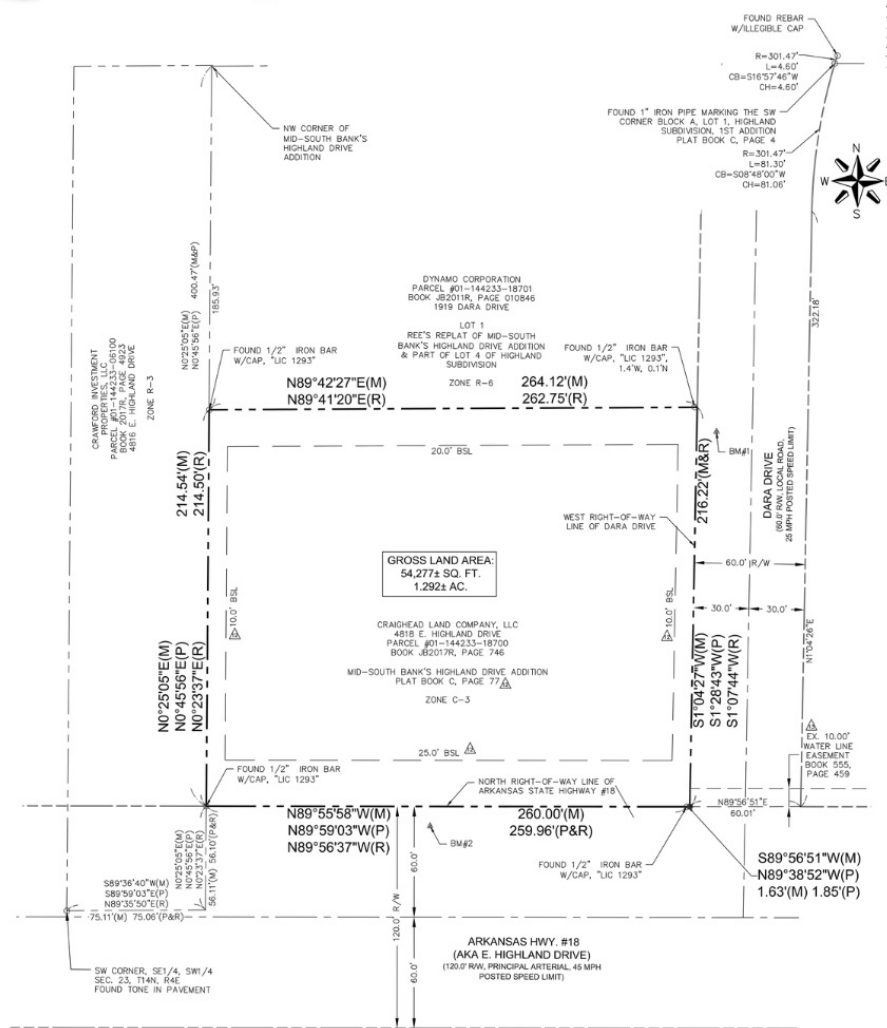 FOUND REBAR
W/ILLEGIBLE CAP
R=301.47'
L=4.60'
CB=S16°57'46"W
CH=4.60'
FOUND 1" IRON PIPE MARKING THE SW
CORNER BLOCK A, LOT 1, HIGHLAND
SUBDIVISION, 1ST ADDITION
PLAT BOOK C, PAGE 4
R=301.47'
L=81.30'
CB=S08°48'00"W
CH=81.06'
N
W
E
S
NW CORNER OF
MID-SOUTH BANK'S
HIGHLAND DRIVE
ADDITION
N0°25'05"E(M)
N0°45'56"E(P)
400.47'(M&P)
185.93'
322.18'
CRAWFORD INVESTMENT
PROPERTIES, LLC
PARCEL #01-144233-06100
BOOK 2017R, PAGE 4923
4816 E. HIGHLAND DRIVE
ZONE R-3
DYNAMO CORPORATION
PARCEL #01-144233-18701
BOOK JB2011R, PAGE 010846
1919 DARA DRIVE
LOT 1
REE'S REPLAT OF MID-SOUTH
BANK'S HIGHLAND DRIVE ADDITION
& PART OF LOT 4 OF HIGHLAND
SUBDIVISION
ZONE R-6
FOUND 1/2" IRON BAR
W/CAP, "LIC 1293"
FOUND 1/2" IRON BAR
W/CAP, "LIC 1293",
1.4'W, 0.1'N
N89°42'27"E(M) 264.12'(M)
N89°41'20"E(R) 262.75'(R)
20.0' BSL
BM#1
214.54'(M)
214.50'(R)
216.22'(M&R)
DARA DRIVE
(60.0' R/W, LOCAL ROAD,
25 MPH POSTED SPEED LIMIT)
WEST RIGHT-OF-WAY
LINE OF DARA DRIVE
GROSS LAND AREA:
54,277± SQ. FT.
1.292± AC.
60.0' R/W
30.0'
30.0'
10.0' BSL
10.0' BSL
CRAIGHEAD LAND COMPANY, LLC
4818 E. HIGHLAND DRIVE
PARCEL #01-144233-18700
BOOK JB2017R, PAGE 746
MID-SOUTH BANK'S HIGHLAND DRIVE ADDITION
PLAT BOOK C, PAGE 77
ZONE C-3
N0°25'05"E(M)
N0°45'56"E(P)
N0°23'37"E(R)
S1°04'27"W(M)
S1°28'43"W(P)
S1°07'44"W(R)
N1°04'26"E
25.0' BSL
EX. 10.00'
WATER LINE
EASEMENT
BOOK 555,
PAGE 459
FOUND 1/2" IRON BAR
W/CAP, "LIC 1293"
NORTH RIGHT-OF-WAY LINE OF
ARKANSAS STATE HIGHWAY #18
N89°56'51"E
60.01'
N89°55'58"W(M) 260.00'(M)
N89°59'03"W(P) 259.96'(P&R)
N89°56'37"W(R)
BM#2
FOUND 1/2" IRON BAR
W/CAP, "LIC 1293"
S89°56'51"W(M)
N89°38'52"W(P)
1.63'(M) 1.85'(P)
N0°25'05"E(M)
N0°45'56"E(P)
N0°23'37"E(R)
56.11'(M) 56.10'(P&R)
S89°36'40"W(M)
S89°59'03"E(P)
N89°35'50"E(R)
75.11'(M) 75.06'(P&R)
60.0'
120.0' R/W
60.0'
ARKANSAS HWY. #18
(AKA E. HIGHLAND DRIVE)
(120.0' R/W, PRINCIPAL ARTERIAL, 45 MPH
POSTED SPEED LIMIT)
SW CORNER, SE1/4, SW1/4
SEC. 23, T14N, R4E
FOUND TONE IN PAVEMENT